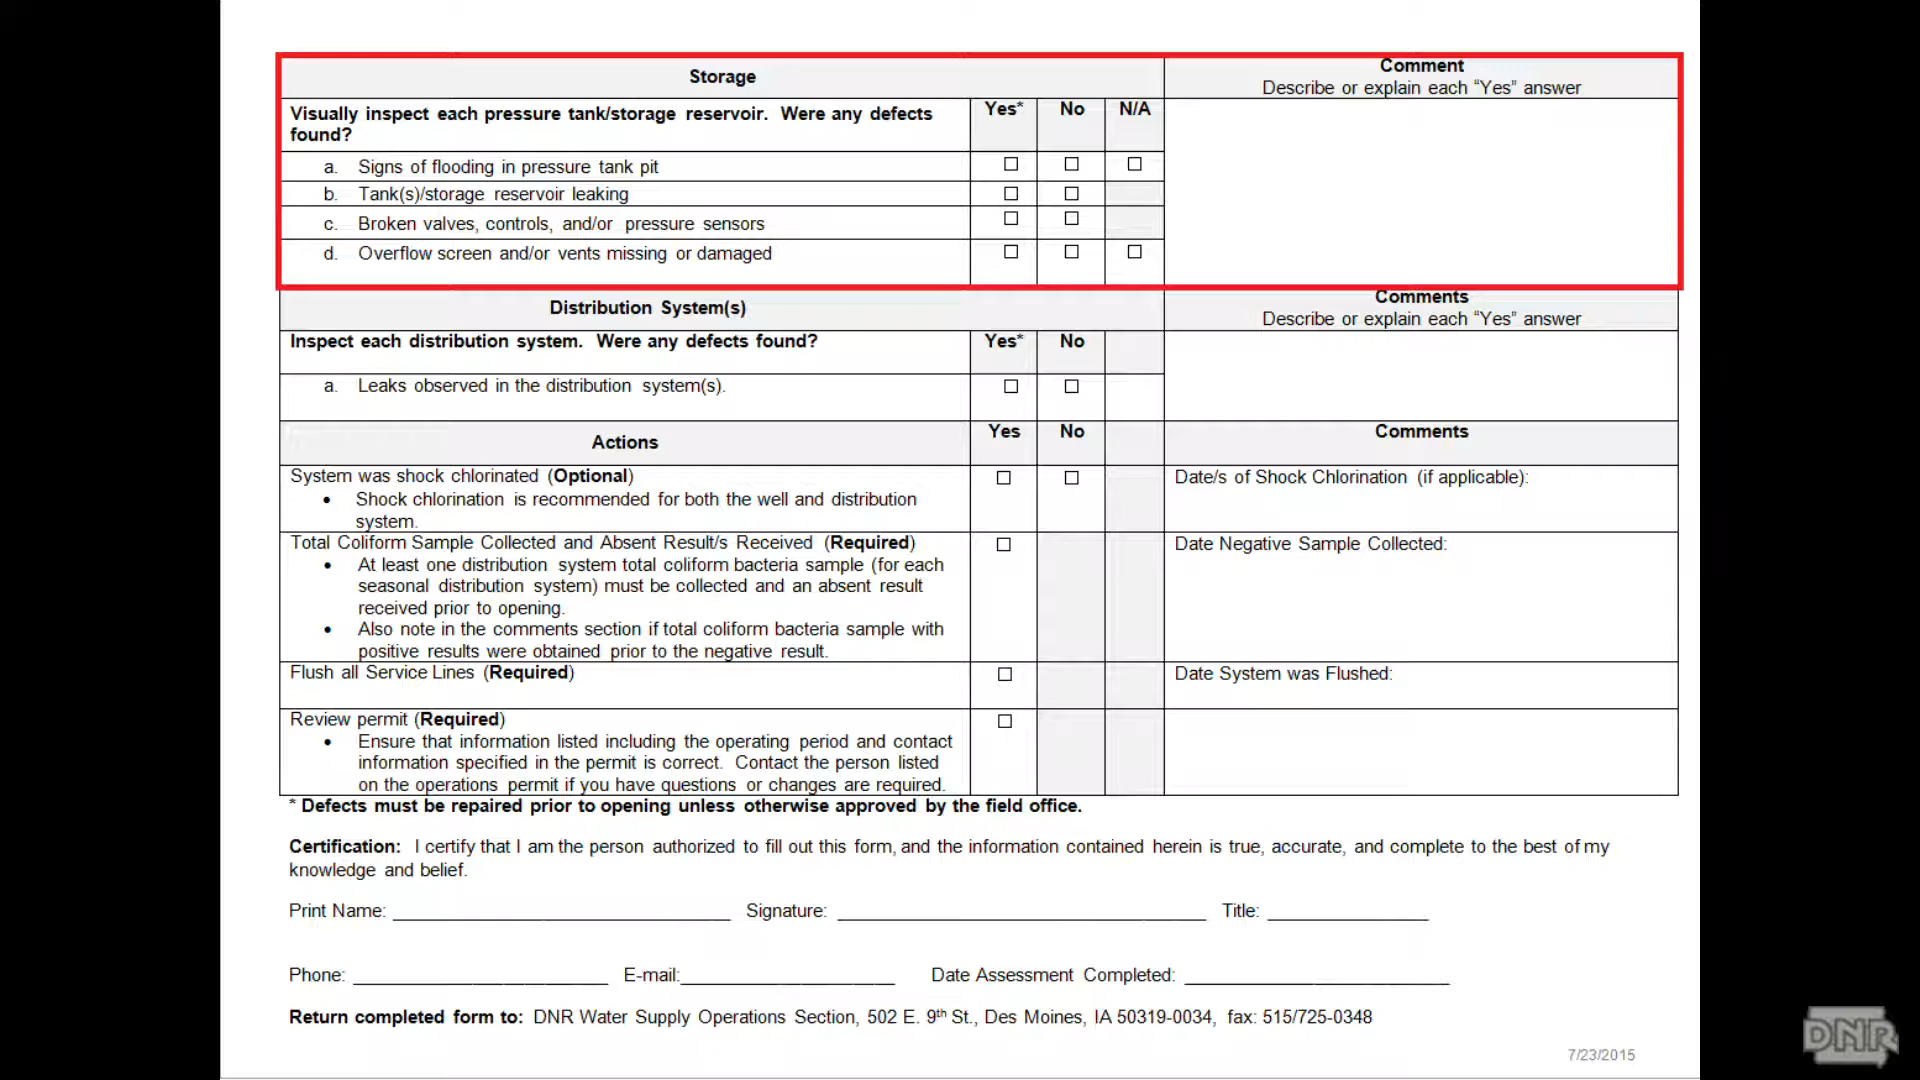 Storage
Comment
Describe or explain each “Yes” answer
Visually inspect each pressure tank/storage reservoir. Were any defects
found?
Yes*
No
N/A
a. Signs of flooding in pressure tank pit
☐ ☐ ☐
b. Tank(s)/storage reservoir leaking
☐ ☐
c. Broken valves, controls, and/or pressure sensors
☐ ☐
d. Overflow screen and/or vents missing or damaged
☐ ☐ ☐
Distribution System(s)
Comments
Describe or explain each “Yes” answer
Inspect each distribution system. Were any defects found?
Yes*
No
a. Leaks observed in the distribution system(s).
☐ ☐
Actions
Yes
No
Comments
System was shock chlorinated (Optional)
• Shock chlorination is recommended for both the well and distribution
system.
☐ ☐
Date/s of Shock Chlorination (if applicable):
Total Coliform Sample Collected and Absent Result/s Received (Required)
• At least one distribution system total coliform bacteria sample (for each
seasonal distribution system) must be collected and an absent result
received prior to opening.
• Also note in the comments section if total coliform bacteria sample with
positive results were obtained prior to the negative result.
☐
Date Negative Sample Collected:
Flush all Service Lines (Required)
☐
Date System was Flushed:
Review permit (Required)
• Ensure that information listed including the operating period and contact
information specified in the permit is correct. Contact the person listed
on the operations permit if you have questions or changes are required.
☐
* Defects must be repaired prior to opening unless otherwise approved by the field office.
Certification: I certify that I am the person authorized to fill out this form, and the information contained herein is true, accurate, and complete to the best of my
knowledge and belief.
Print Name: ____ Signature: ____ Title: ____
Phone: ____ E-mail: ____ Date Assessment Completed: ____
Return completed form to: DNR Water Supply Operations Section, 502 E. 9th St., Des Moines, IA 50319-0034, fax: 515/725-0348
7/23/2015
DNR